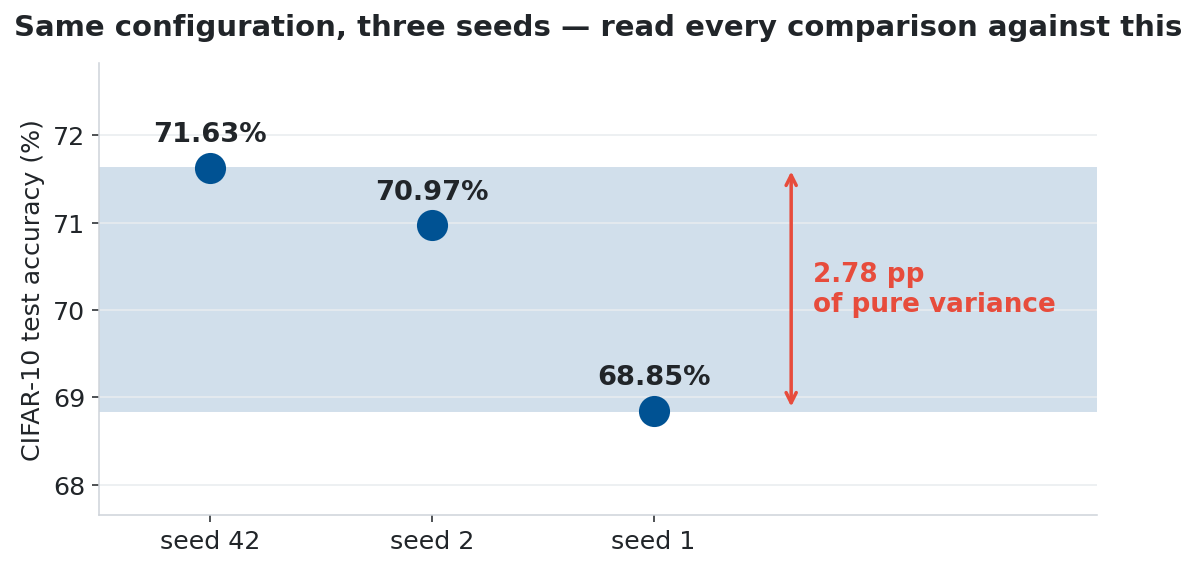 Same configuration, three seeds — read every comparison against this
CIFAR-10 test accuracy (%)
72
71
70
69
68
71.63%
70.97%
68.85%
2.78 pp
of pure variance
seed 42
seed 2
seed 1